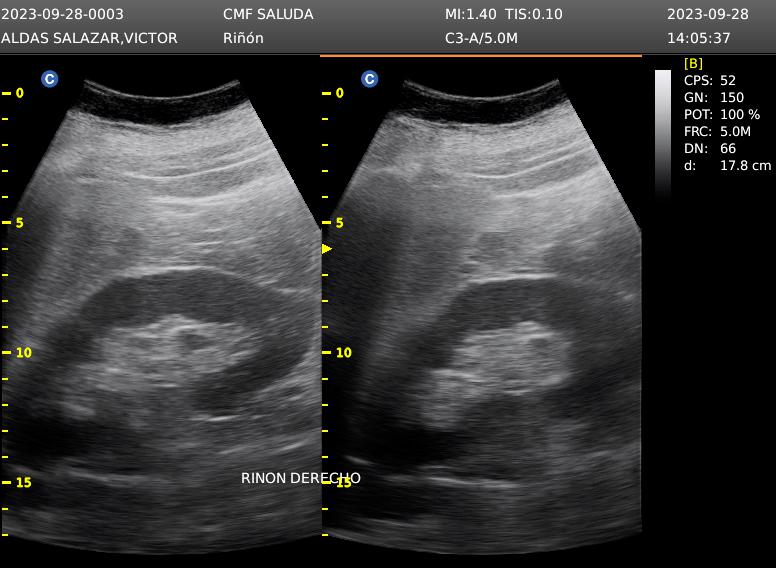 2023-09-28-0003 CMF SALUDA MI:1.40 TIS:0.10 2023-09-28
ALDAS SALAZAR,VICTOR Riñón C3-A/5.0M 14:05:37
C C
[B]
CPS: 52
GN: 150
POT: 100 %
FRC: 5.0M
DN: 66
d: 17.8 cm
0 0
5 5
10 10
15 15
RINON DERECHO